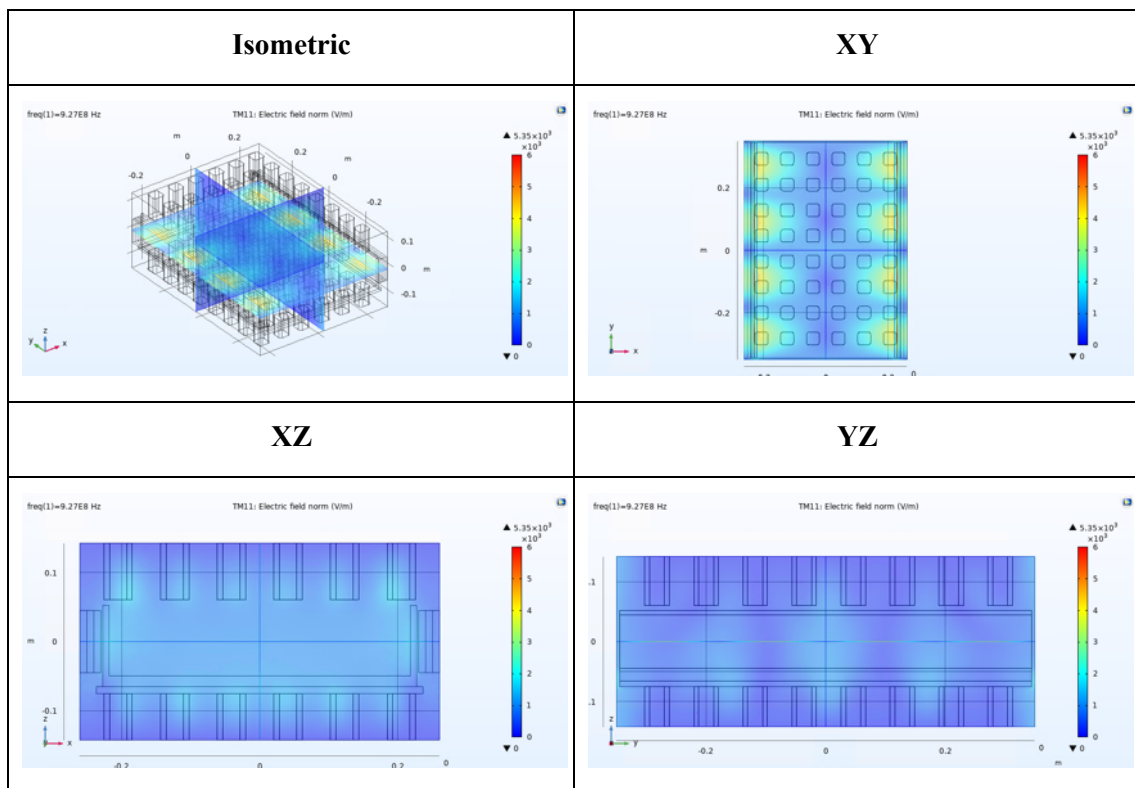 Isometric
XY
freq(1)=9.27E8 Hz
TM11: Electric field norm (V/m)
m
0.2
0
-0.2
0.2
m
0
-0.2
0.1
0
m
-0.1
y z x
▲ 5.35×10³
×10³
6
5
4
3
2
1
0
▼ 0
freq(1)=9.27E8 Hz
TM11: Electric field norm (V/m)
0.2
m
0
-0.2
0
0
y
x
▲ 5.35×10³
×10³
6
5
4
3
2
1
0
▼ 0
XZ
YZ
freq(1)=9.27E8 Hz
TM11: Electric field norm (V/m)
0.1
m
0
-0.1
-0.2
0
0.2
0
z
x
▲ 5.35×10³
×10³
6
5
4
3
2
1
0
▼ 0
freq(1)=9.27E8 Hz
TM11: Electric field norm (V/m)
.1
0
.1
-0.2
0
0.2
0
m
z
y
▲ 5.35×10³
×10³
6
5
4
3
2
1
0
▼ 0